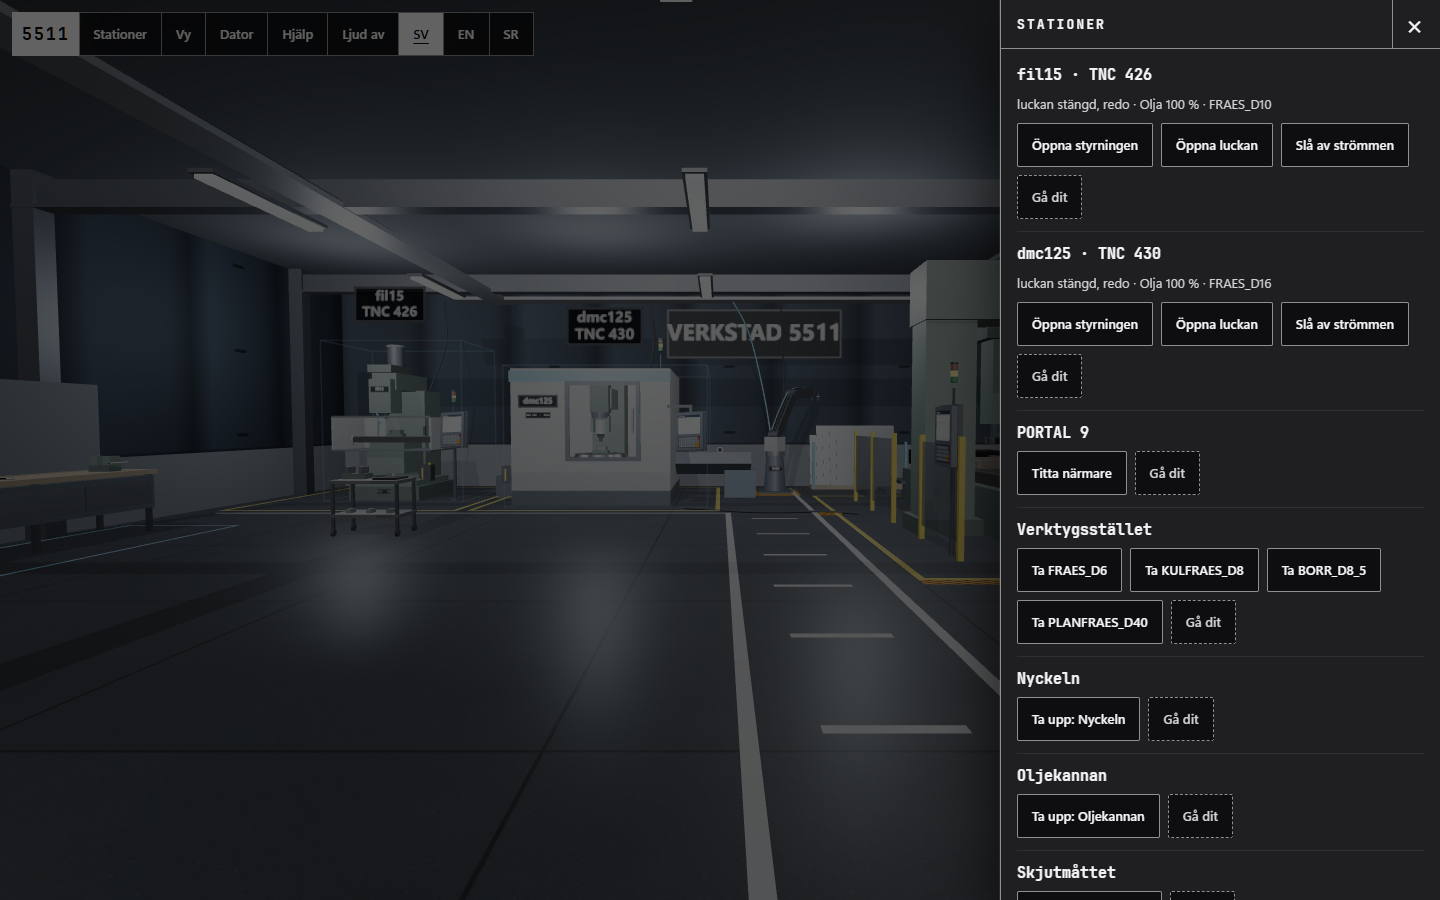 5511
Stationer
Vy
Dator
Hjälp
Ljud av
SV
EN
SR
fil15
TNC 426
dmc125
TNC 430
VERKSTAD 5511
dmc125
STATIONER
fil15 · TNC 426
luckan stängd, redo · Olja 100 % · FRAES_D10
Öppna styrningen
Öppna luckan
Slå av strömmen
Gå dit
dmc125 · TNC 430
luckan stängd, redo · Olja 100 % · FRAES_D16
Öppna styrningen
Öppna luckan
Slå av strömmen
Gå dit
PORTAL 9
Titta närmare
Gå dit
Verktygsstället
Ta FRAES_D6
Ta KULFRAES_D8
Ta BORR_D8_5
Ta PLANFRAES_D40
Gå dit
Nyckeln
Ta upp: Nyckeln
Gå dit
Oljekannan
Ta upp: Oljekannan
Gå dit
Skjutmåttet